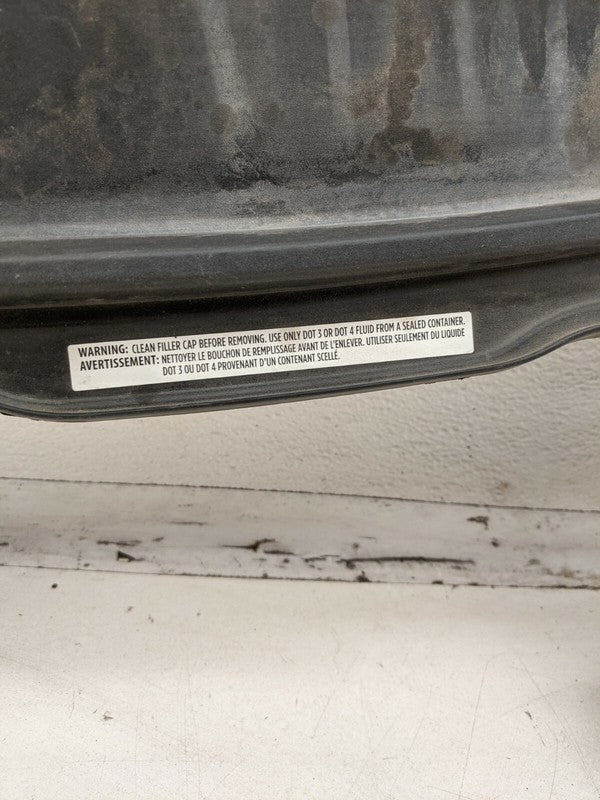 WARNING: CLEAN FILLER CAP BEFORE REMOVING. USE ONLY DOT 3 OR DOT 4 FLUID FROM A SEALED CONTAINER.
AVERTISSEMENT: NETTOYER LE BOUCHON DE REMPLISSAGE AVANT DE L'ENLEVER. UTILISER SEULEMENT DU LIQUIDE
DOT 3 OU DOT 4 PROVENANT D'UN CONTENANT SCELLÉ.